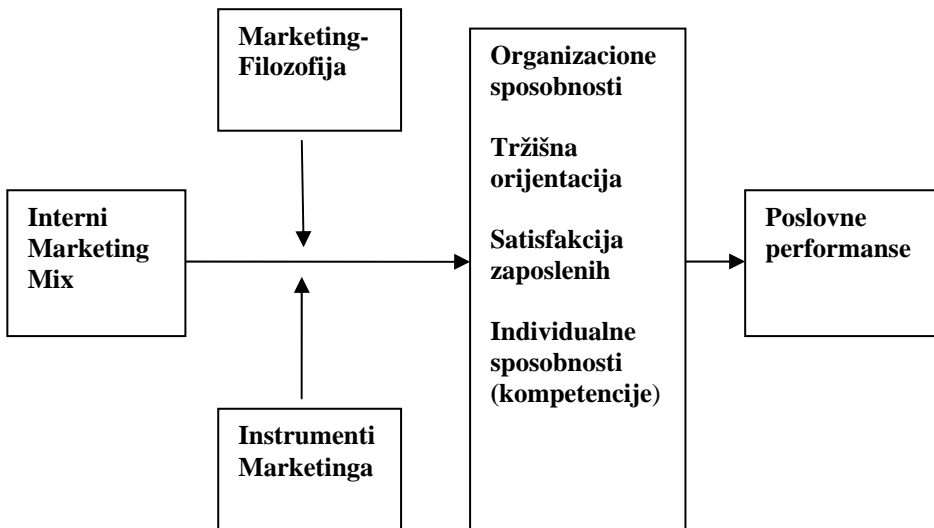 Marketing-
Filozofija
Organizacione
sposobnosti
Tržišna
orijentacija
Satisfakcija
zaposlenih
Individualne
sposobnosti
(kompetencije)
Interni
Marketing
Mix
Poslovne
performanse
Instrumenti
Marketinga